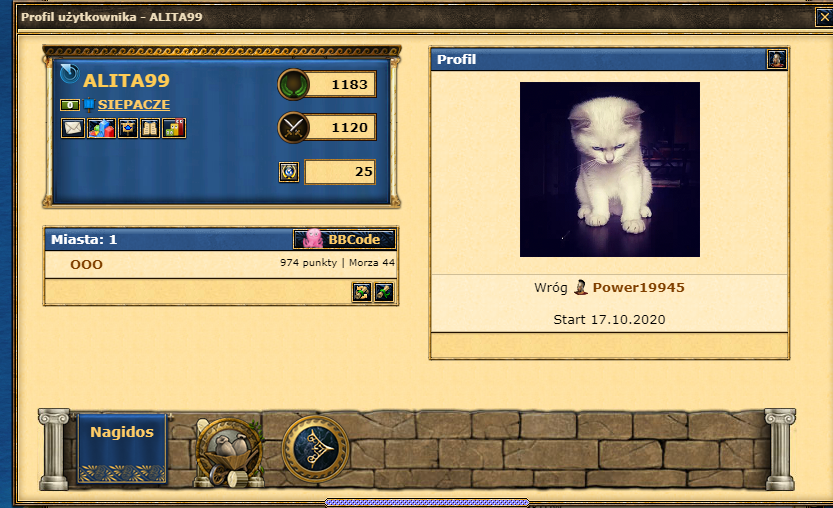 Profil użytkownika - ALITA99
ALITA99
0 SIEPACZE
1183
1120
25
Miasta: 1
BBCode
OOO
974 punkty | Morza 44
Profil
Wróg Power19945
Start 17.10.2020
Nagidos